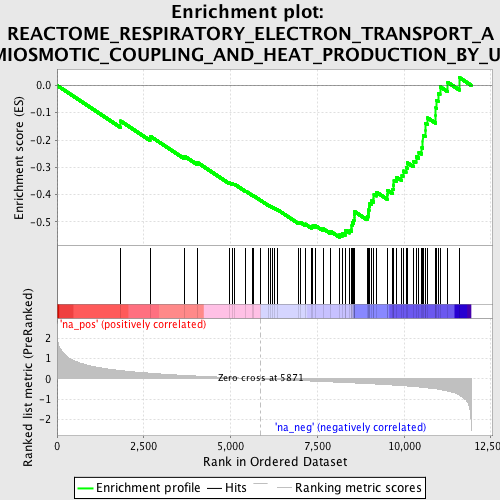 Enrichment plot:
REACTOME_RESPIRATORY_ELECTRON_TRANSPORT_A
MIOSMOTIC_COUPLING_AND_HEAT_PRODUCTION_BY_U
Enrichment score (ES)
0.0
-0.1
-0.2
-0.3
-0.4
-0.5
'na_pos' (positively correlated)
Ranked list metric (PreRanked)
2
1
0
-1
-2
Zero cross at 5871
'na_neg' (negatively correlated)
0
2,500
5,000
7,500
10,000
12,500
Rank in Ordered Dataset
Enrichment profile
Hits
Ranking metric scores